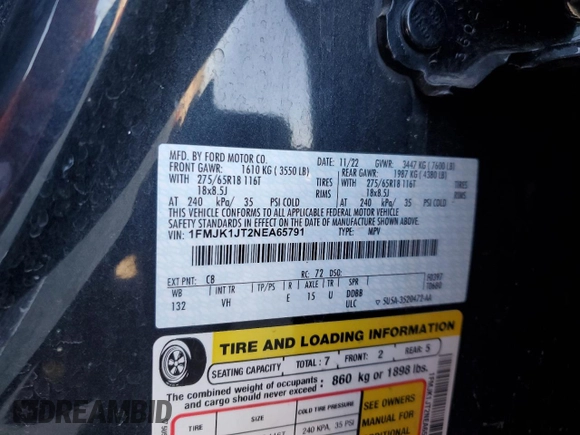 MFD. BY FORD MOTOR CO.
DATE: 11/22 GVWR: 3447 KG ( 7600 LB)
FRONT GAWR: 1610 KG ( 3550 LB)
REAR GAWR: 1987 KG ( 4380 LB)
WITH 275/65R18 116T TIRES
WITH 275/65R18 116T TIRES
18x8.5J RIMS
18x8.5J RIMS
AT 240 kPa/ 35 PSI COLD
AT 240 kPa/ 35 PSI COLD
THIS VEHICLE CONFORMS TO ALL APPLICABLE FEDERAL MOTOR VEHICLE
SAFETY STANDARDS IN EFFECT ON THE DATE OF MANUFACTURE SHOWN ABOVE.
VIN: 1FMJK1JT2NEA65791 TYPE: MPV
EXT PNT: C8 RC: 72 DSO:
WB INT TR TP/PS R AXLE TR SPR
132 VH E 15 U DDBB
ULC 5U5A-3520472-AA
TIRE AND LOADING INFORMATION
SEATING CAPACITY TOTAL: 7 FRONT: 2 REAR: 5
The combined weight of occupants
and cargo should never exceed : 860 kg or 1898 lbs.
TIRE SIZE COLD TIRE PRESSURE
240 KPA, 35 PSI
SEE OWNERS
MANUAL FOR
ADDITIONAL
DREAMBID